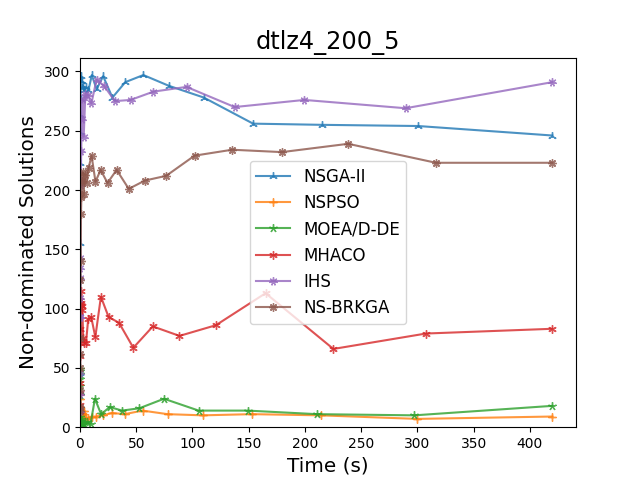 dtlz4_200_5
Non-dominated Solutions
300
250
200
150
100
50
0
NSGA-II
NSPSO
MOEA/D-DE
MHACO
IHS
NS-BRKGA
0 50 100 150 200 250 300 350 400
Time (s)